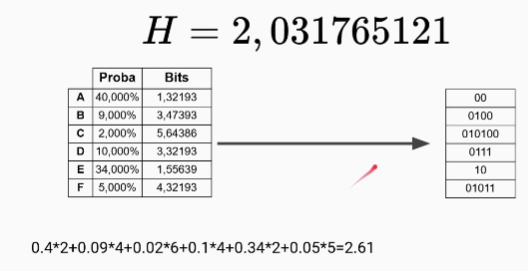 H = 2,031765121
Proba Bits
A 40,000% 1,32193 00
B 9,000% 3,47393 0100
C 2,000% 5,64386 010100
D 10,000% 3,32193 0111
E 34,000% 1,55639 10
F 5,000% 4,32193 01011
0.4*2+0.09*4+0.02*6+0.1*4+0.34*2+0.05*5=2.61